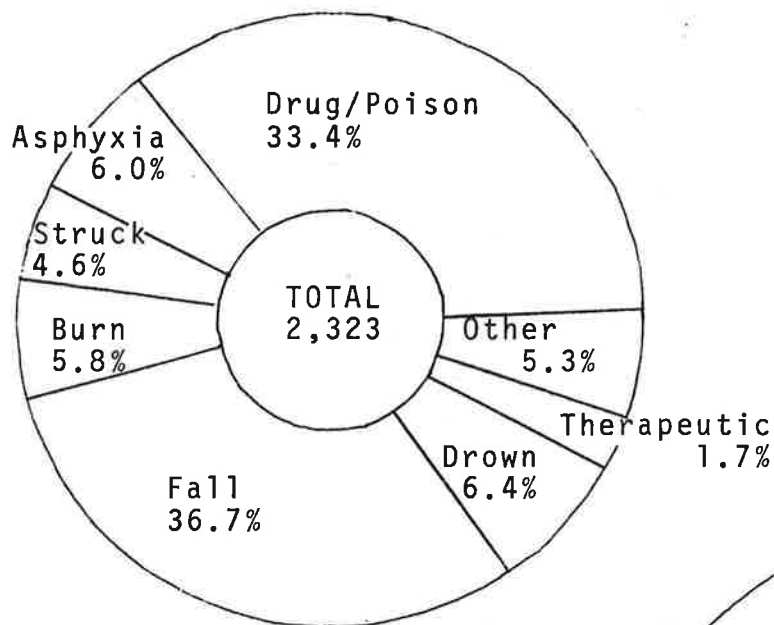 Drug/Poison
33.4%
Asphyxia
6.0%
Struck
4.6%
Burn
5.8%
TOTAL
2,323
Other
5.3%
Therapeutic
1.7%
Drown
6.4%
Fall
36.7%